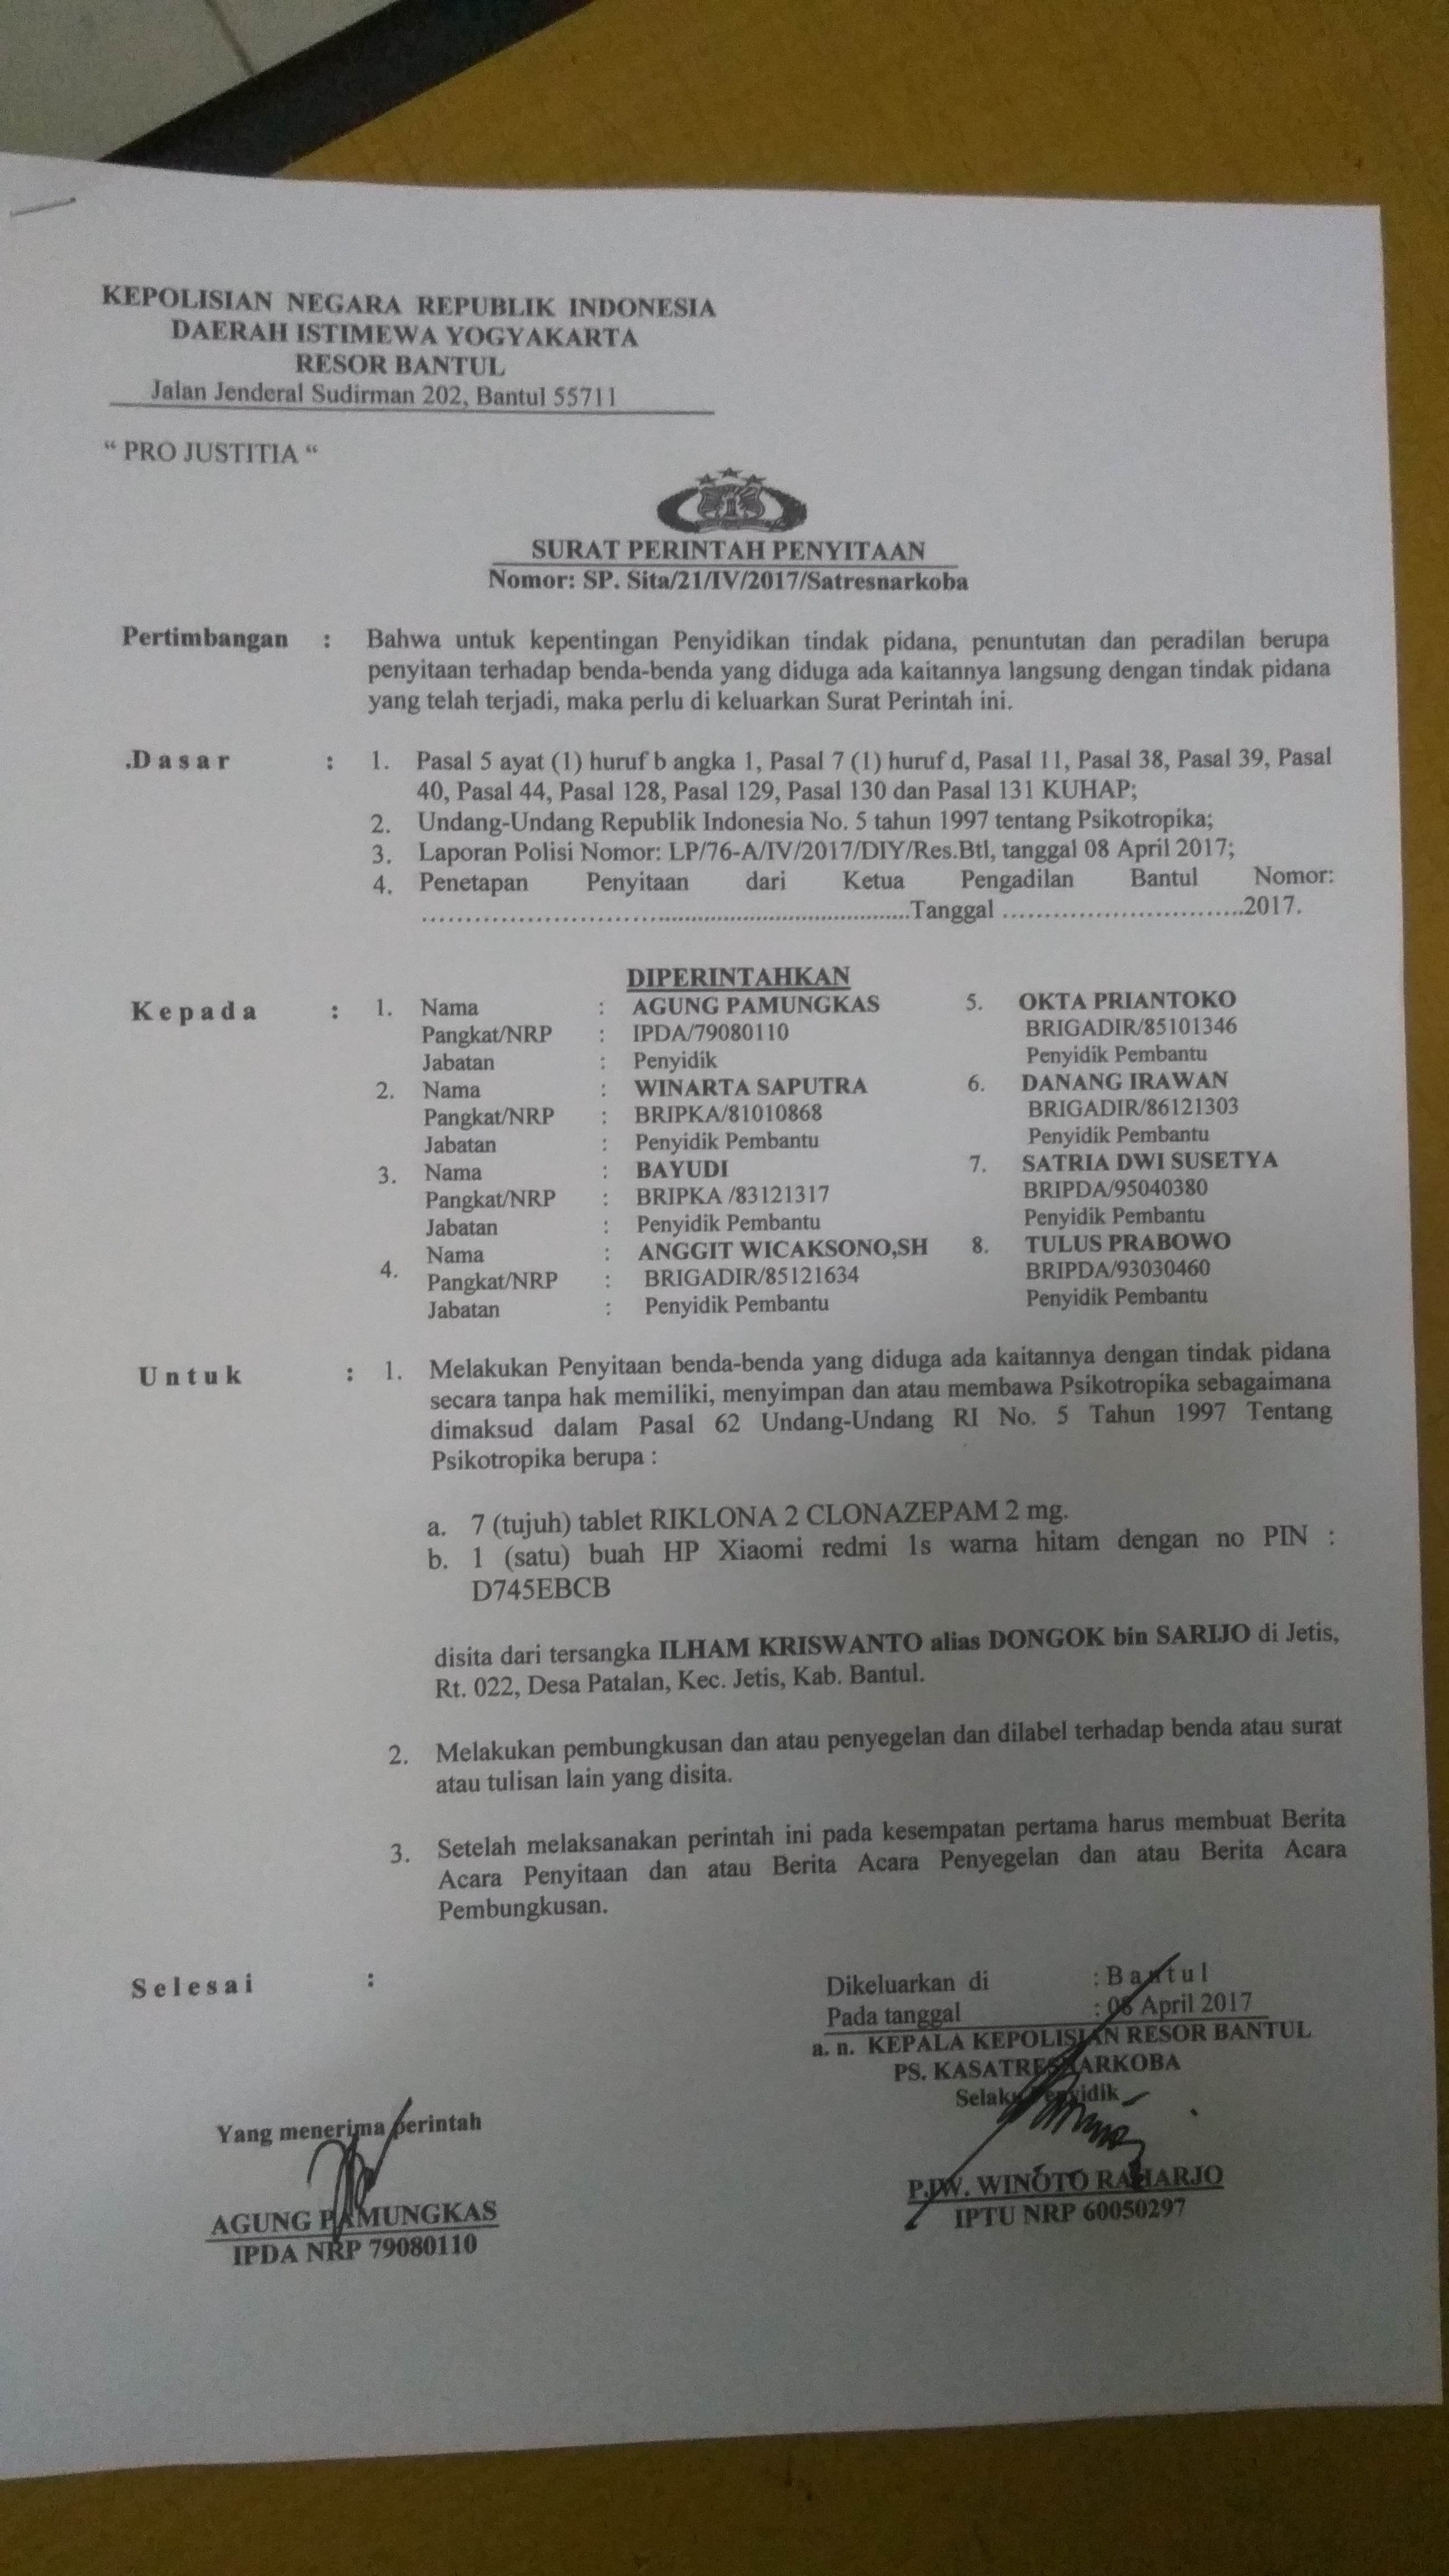 KEPOLISIAN NEGARA REPUBLIK INDONESIA
DAERAH ISTIMEWA YOGYAKARTA
RESOR BANTUL
Jalan Jenderal Sudirman 202, Bantul 55711
“ PRO JUSTITIA “
SURAT PERINTAH PENYITAAN
Nomor: SP. Sita/21/IV/2017/Satresnarkoba
Pertimbangan : Bahwa untuk kepentingan Penyidikan tindak pidana, penuntutan dan peradilan berupa
penyitaan terhadap benda-benda yang diduga ada kaitannya langsung dengan tindak pidana
yang telah terjadi, maka perlu di keluarkan Surat Perintah ini.
.Dasar : 1. Pasal 5 ayat (1) huruf b angka 1, Pasal 7 (1) huruf d, Pasal 11, Pasal 38, Pasal 39, Pasal
40, Pasal 44, Pasal 128, Pasal 129, Pasal 130 dan Pasal 131 KUHAP;
2. Undang-Undang Republik Indonesia No. 5 tahun 1997 tentang Psikotropika;
3. Laporan Polisi Nomor: LP/76-A/IV/2017/DIY/Res.Btl, tanggal 08 April 2017;
4. Penetapan Penyitaan dari Ketua Pengadilan Bantul Nomor:
......................................................................Tanggal .................................2017.
DIPERINTAHKAN
Kepada : 1. Nama : AGUNG PAMUNGKAS 5. OKTA PRIANTOKO
Pangkat/NRP : IPDA/79080110 BRIGADIR/85101346
Jabatan : Penyidik Penyidik Pembantu
2. Nama : WINARTA SAPUTRA 6. DANANG IRAWAN
Pangkat/NRP : BRIPKA/81010868 BRIGADIR/86121303
Jabatan : Penyidik Pembantu Penyidik Pembantu
3. Nama : BAYUDI 7. SATRIA DWI SUSETYA
Pangkat/NRP : BRIPKA /83121317 BRIPDA/95040380
Jabatan : Penyidik Pembantu Penyidik Pembantu
4. Nama : ANGGIT WICAKSONO,SH 8. TULUS PRABOWO
Pangkat/NRP : BRIGADIR/85121634 BRIPDA/93030460
Jabatan : Penyidik Pembantu Penyidik Pembantu
Untuk : 1. Melakukan Penyitaan benda-benda yang diduga ada kaitannya dengan tindak pidana
secara tanpa hak memiliki, menyimpan dan atau membawa Psikotropika sebagaimana
dimaksud dalam Pasal 62 Undang-Undang RI No. 5 Tahun 1997 Tentang
Psikotropika berupa :
a. 7 (tujuh) tablet RIKLONA 2 CLONAZEPAM 2 mg.
b. 1 (satu) buah HP Xiaomi redmi 1s warna hitam dengan no PIN :
D745EBCB
disita dari tersangka ILHAM KRISWANTO alias DONGOK bin SARIJO di Jetis,
Rt. 022, Desa Patalan, Kec. Jetis, Kab. Bantul.
2. Melakukan pembungkusan dan atau penyegelan dan dilabel terhadap benda atau surat
atau tulisan lain yang disita.
3. Setelah melaksanakan perintah ini pada kesempatan pertama harus membuat Berita
Acara Penyitaan dan atau Berita Acara Penyegelan dan atau Berita Acara
Pembungkusan.
Selesai :
Dikeluarkan di : Bantul
Pada tanggal : 08 April 2017
a. n. KEPALA KEPOLISIAN RESOR BANTUL
PS. KASATRESNARKOBA
Selaku Penyidik
Yang menerima perintah
P.JW. WINOTO RAHARJO
IPTU NRP 60050297
AGUNG PAMUNGKAS
IPDA NRP 79080110